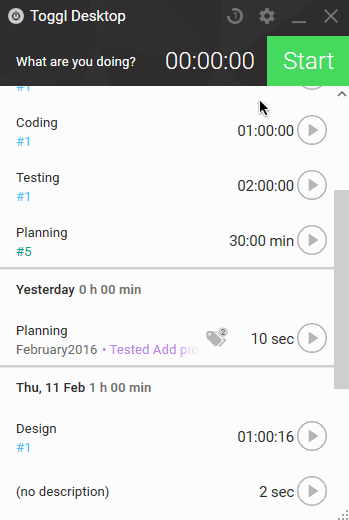 Toggl Desktop
What are you doing?
00:00:00
Start
#1
Coding
#1
01:00:00
Testing
#1
02:00:00
Planning
#5
30:00 min
Yesterday 0 h 00 min
Planning
February2016 • Tested Add pro
2
10 sec
Thu, 11 Feb 1 h 00 min
Design
#1
01:00:16
(no description)
2 sec